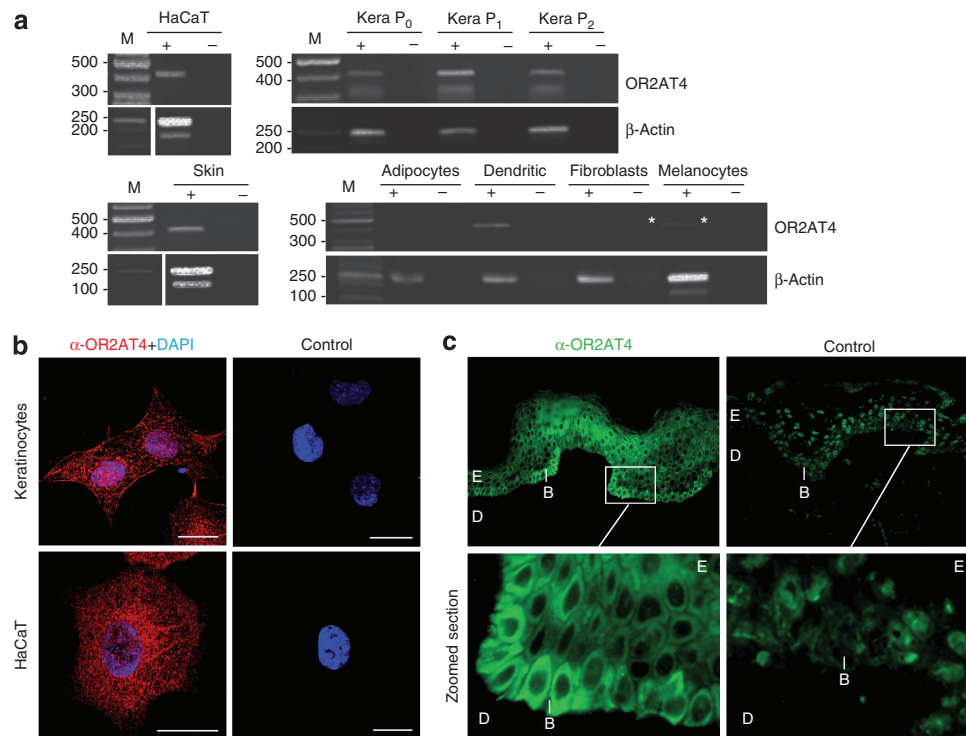 a
HaCaT
M + –
500
400
300
250
200
Kera P0 Kera P1 Kera P2
M + – + – + –
500
400
OR2AT4
250
200
β-Actin
Skin
M + –
500
400
250
100
Adipocytes Dendritic Fibroblasts Melanocytes
M + – + – + – + –
500
300
* *
OR2AT4
250
100
β-Actin
b
α-OR2AT4+DAPI Control
Keratinocytes
HaCaT
c
α-OR2AT4 Control
E
D
B
E
D
B
Zoomed section
E
D
B
E
D
B